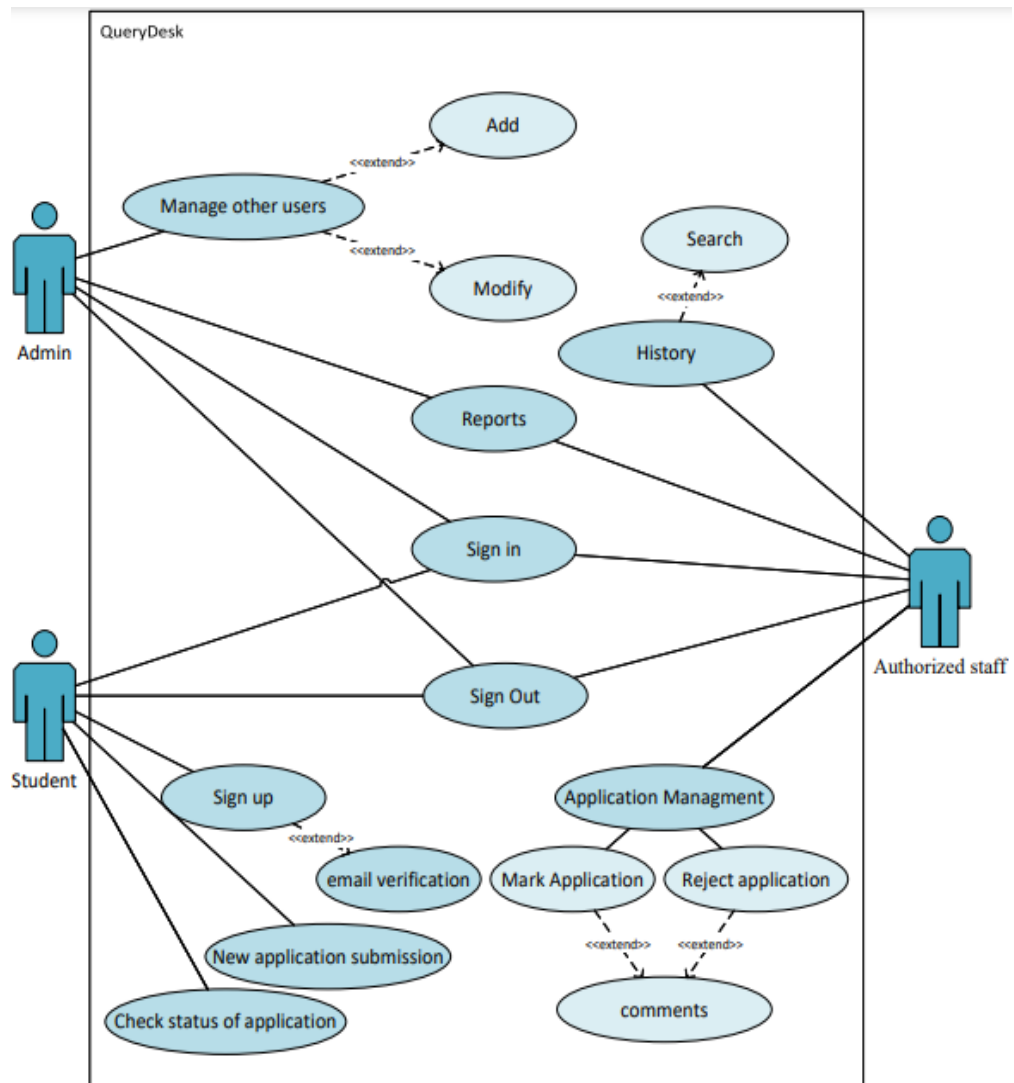 QueryDesk
Add
<<extend>>
Manage other users
<<extend>>
Search
Modify
<<extend>>
Admin
History
Reports
Sign in
Authorized staff
Sign Out
Student
Sign up
Application Managment
<<extend>>
email verification
Mark Application
Reject application
New application submission
<<extend>>
<<extend>>
comments
Check status of application